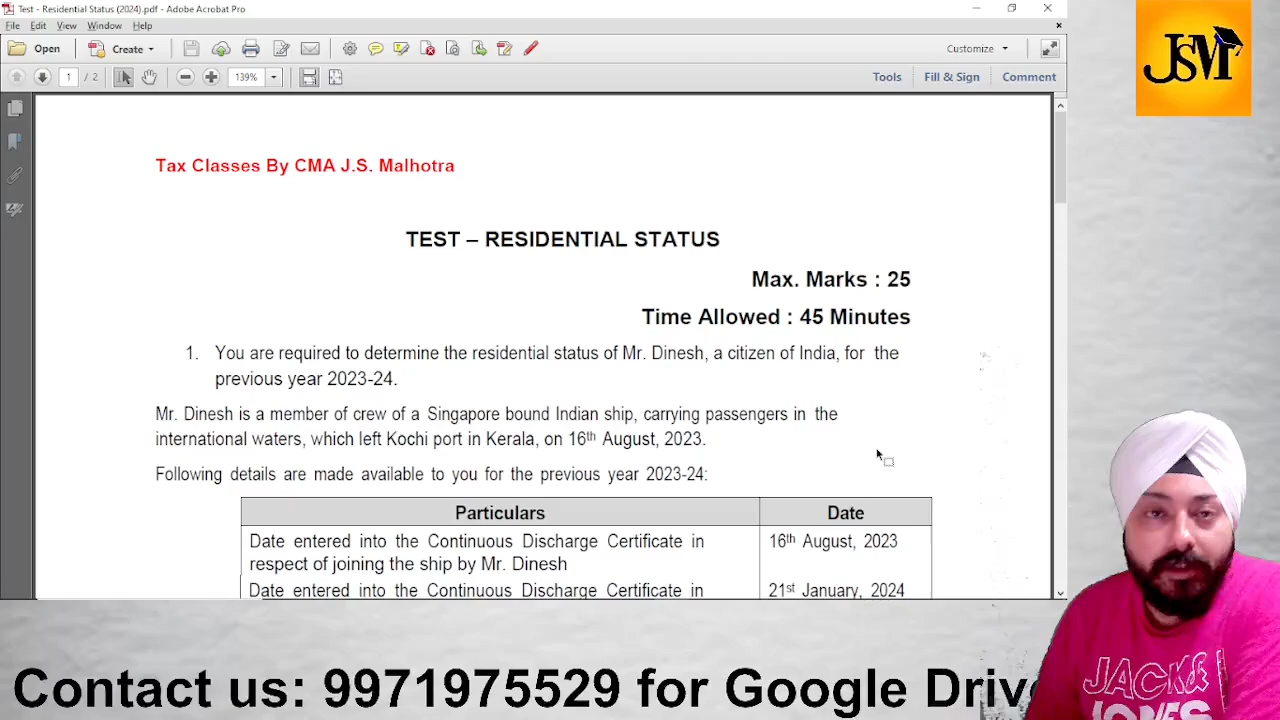 Test - Residential Status (2024).pdf - Adobe Acrobat Pro
File Edit View Window Help
Open Create Customize
1 / 2 139% Tools Fill & Sign Comment
JSM
Tax Classes By CMA J.S. Malhotra
TEST – RESIDENTIAL STATUS
Max. Marks : 25
Time Allowed : 45 Minutes
1. You are required to determine the residential status of Mr. Dinesh, a citizen of India, for the
previous year 2023-24.
Mr. Dinesh is a member of crew of a Singapore bound Indian ship, carrying passengers in the
international waters, which left Kochi port in Kerala, on 16th August, 2023.
Following details are made available to you for the previous year 2023-24:
Particulars Date
Date entered into the Continuous Discharge Certificate in 16th August, 2023
respect of joining the ship by Mr. Dinesh
Date entered into the Continuous Discharge Certificate in 21st January, 2024
JACK &
JONES
Contact us: 9971975529 for Google Drive